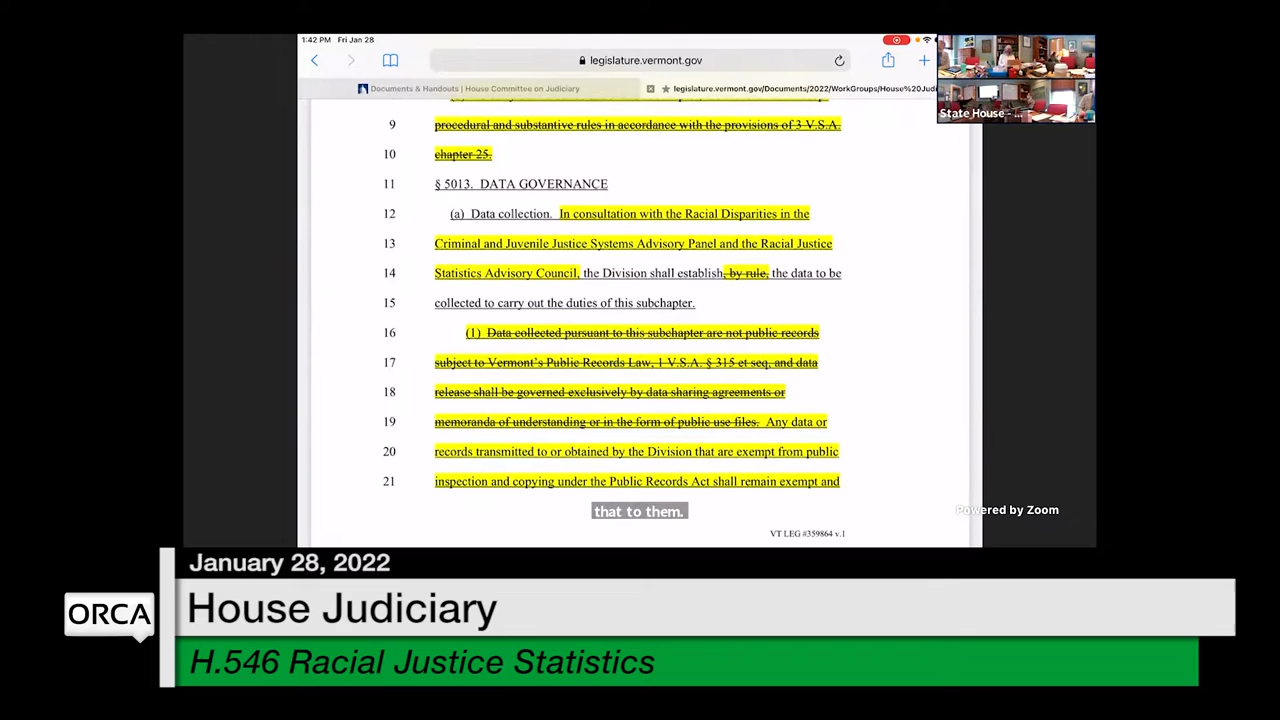 1:42 PM Fri Jan 28
legislature.vermont.gov
Documents & Handouts | House Committee on Judiciary
legislature.vermont.gov/Documents/2022/WorkGroups/House%20Judi
State House - ...
9 procedural and substantive rules in accordance with the provisions of 3 V.S.A.
10 chapter 25.
11 § 5013. DATA GOVERNANCE
12 (a) Data collection. In consultation with the Racial Disparities in the
13 Criminal and Juvenile Justice Systems Advisory Panel and the Racial Justice
14 Statistics Advisory Council, the Division shall establish, by rule, the data to be
15 collected to carry out the duties of this subchapter.
16 (1) Data collected pursuant to this subchapter are not public records
17 subject to Vermont's Public Records Law, 1 V.S.A. § 315 et seq, and data
18 release shall be governed exclusively by data sharing agreements or
19 memoranda of understanding or in the form of public use files. Any data or
20 records transmitted to or obtained by the Division that are exempt from public
21 inspection and copying under the Public Records Act shall remain exempt and
that to them.
Powered by Zoom
VT LEG #359864 v.1
January 28, 2022
ORCA
House Judiciary
H.546 Racial Justice Statistics